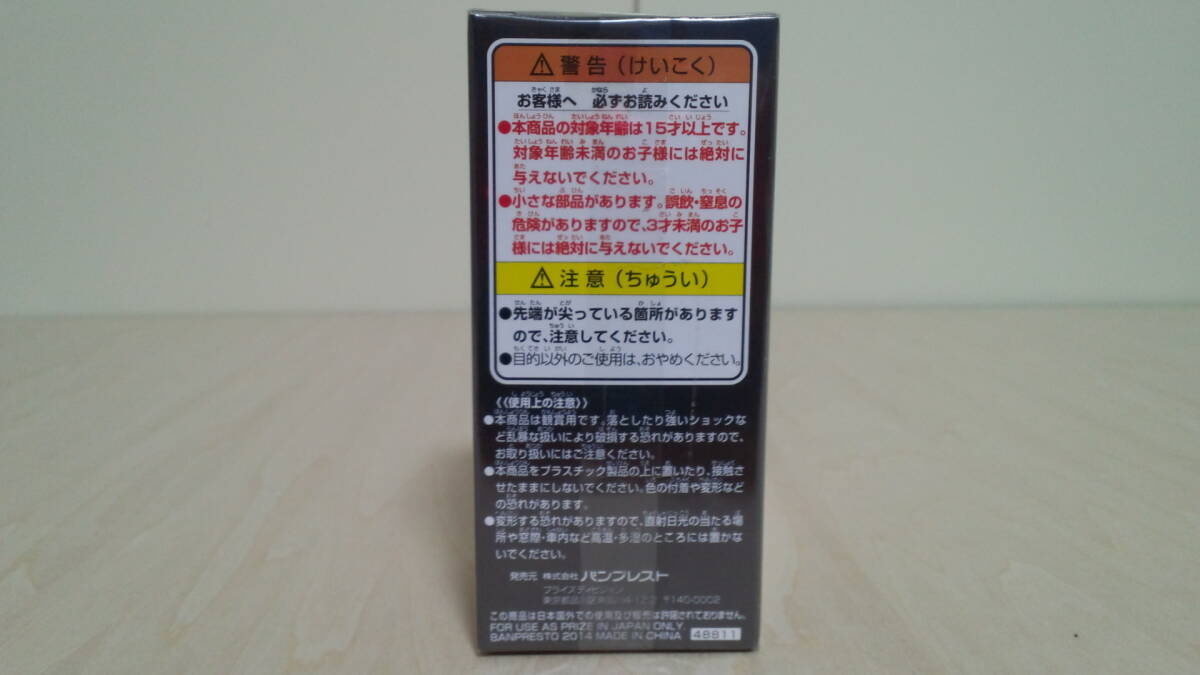 ⚠警告(けいこく)
お客様へ 必ずお読みください
●本商品の対象年齢は15才以上です。
対象年齢未満のお子様には絶対に
与えないでください。
●小さな部品があります。誤飲・窒息の
危険がありますので、3才未満のお子
様には絶対に与えないでください。
⚠注意(ちゅうい)
●先端が尖っている箇所があります
ので、注意してください。
●目的以外のご使用は、おやめください。
《使用上の注意》
●本商品は観賞用です。落としたり強いショックな
ど乱暴な扱いにより破損する恐れがありますので、
お取り扱いにはご注意ください。
●本商品をプラスチック製品の上に置いたり、接触さ
せたままにしないでください。色の付着や変形など
の恐れがあります。
●変形する恐れがありますので、直射日光の当たる場
所や窓際・車内など高温・多湿のところには置かな
いでください。
発売元 株式会社 バンプレスト
プライズディビジョン
東京都品川区東品川4-12-2 〒140-0002
この商品は日本国外での使用及び販売は許諾されておりません。
FOR USE AS PRIZE IN JAPAN ONLY.
BANPRESTO 2014 MADE IN CHINA 48811